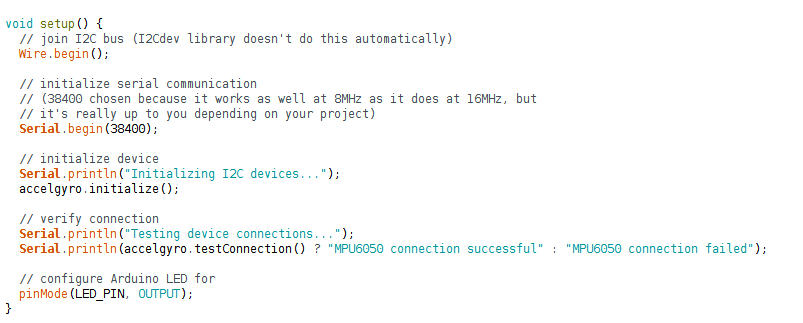 void setup() {
  // join I2C bus (I2Cdev library doesn't do this automatically)
  Wire.begin();

  // initialize serial communication
  // (38400 chosen because it works as well at 8MHz as it does at 16MHz, but
  // it's really up to you depending on your project)
  Serial.begin(38400);

  // initialize device
  Serial.println("Initializing I2C devices...");
  accelgyro.initialize();

  // verify connection
  Serial.println("Testing device connections...");
  Serial.println(accelgyro.testConnection() ? "MPU6050 connection successful" : "MPU6050 connection failed");

  // configure Arduino LED for
  pinMode(LED_PIN, OUTPUT);
}